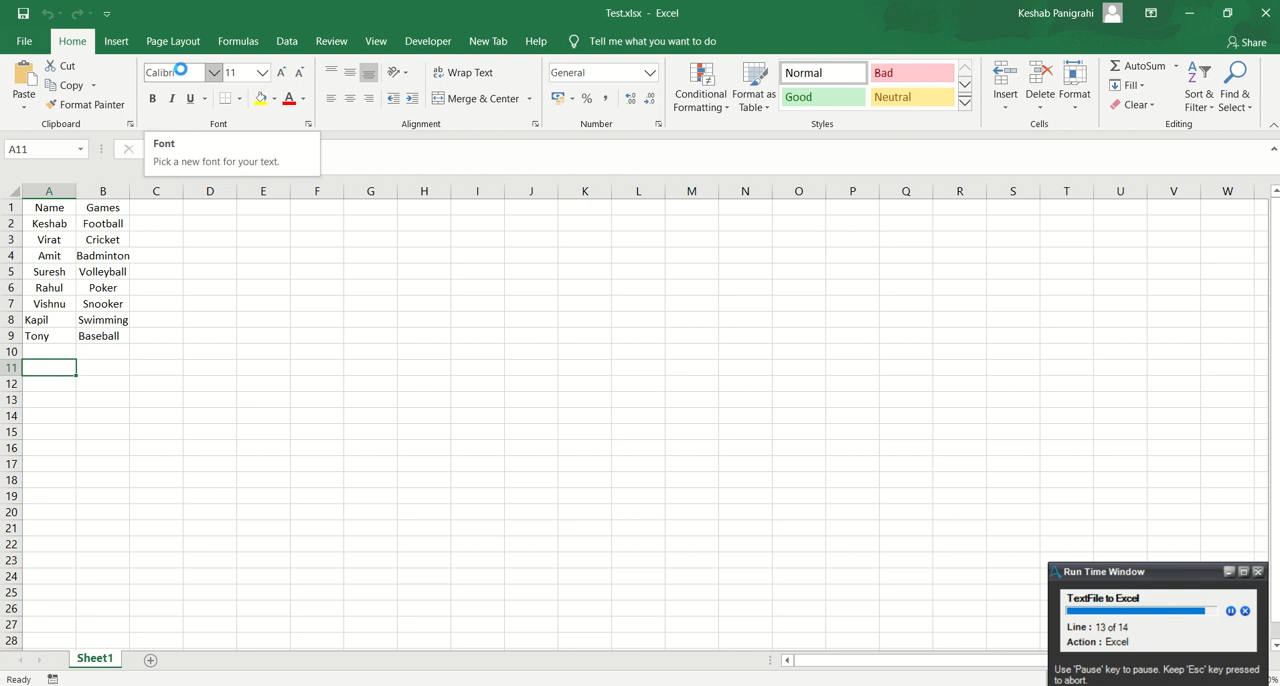 Test.xlsx - Excel
Keshab Panigrahi
File Home Insert Page Layout Formulas Data Review View Developer New Tab Help Tell me what you want to do
Share
Paste
Cut
Copy
Format Painter
Clipboard
Calibri 11
B I U A
Font
Wrap Text
Merge & Center
Alignment
General
% ,
Number
Conditional Formatting
Format as Table
Normal Bad
Good Neutral
Styles
Insert Delete Format
Cells
AutoSum
Fill
Clear
Sort & Filter
Find & Select
Editing
A11
Font
Pick a new font for your text.
A B C D E F G H I J K L M N O P Q R S T U V W
1 Name Games
2 Keshab Football
3 Virat Cricket
4 Amit Badminton
5 Suresh Volleyball
6 Rahul Poker
7 Vishnu Snooker
8 Kapil Swimming
9 Tony Baseball
10
11
12
13
14
15
16
17
18
19
20
21
22
23
24
25
26
27
28
Run Time Window
TextFile to Excel
Line : 13 of 14
Action : Excel
Use 'Pause' key to pause. Keep 'Esc' key pressed
to abort.
Sheet1
Ready
0%